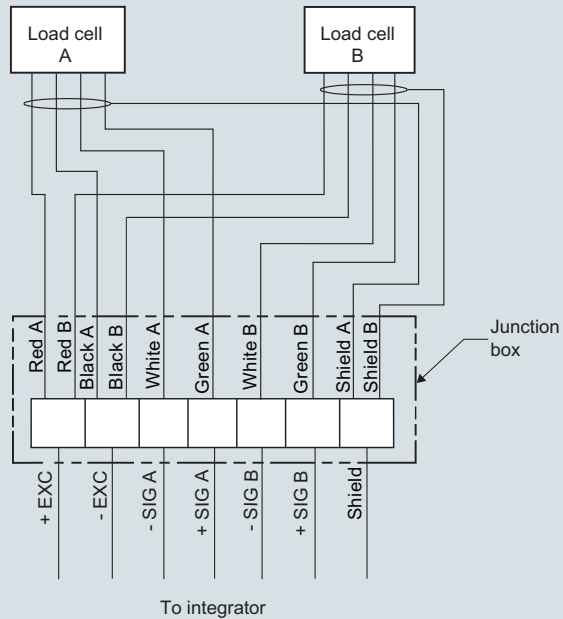 Load cell
A
Load cell
B
Red A
Red B
Black A
Black B
White A
Green A
White B
Green B
Shield A
Shield B
Junction
box
+ EXC
- EXC
- SIG A
+ SIG A
- SIG B
+ SIG B
Shield
To integrator